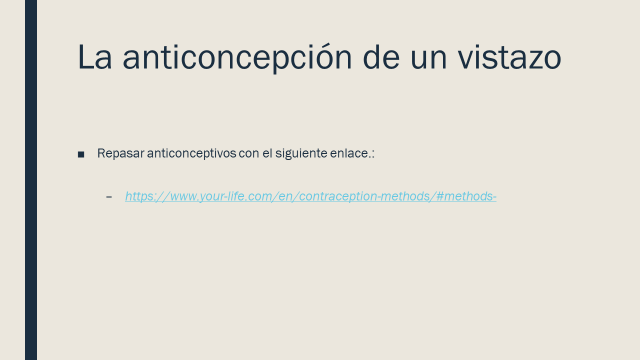 La anticoncepción de un vistazo
■ Repasar anticonceptivos con el siguiente enlace.:
– https://www.your-life.com/en/contraception-methods/#methods-